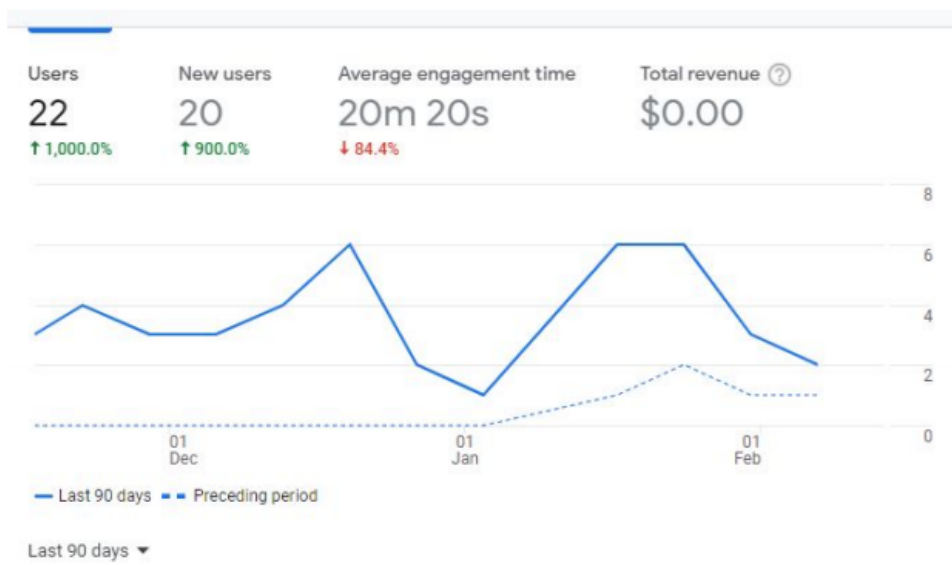 Users New users Average engagement time Total revenue ?
22 20 20m 20s $0.00
↑ 1,000.0% ↑ 900.0% ↓ 84.4%
8
6
4
2
0
01 01 01
Dec Jan Feb
Last 90 days Preceding period
Last 90 days